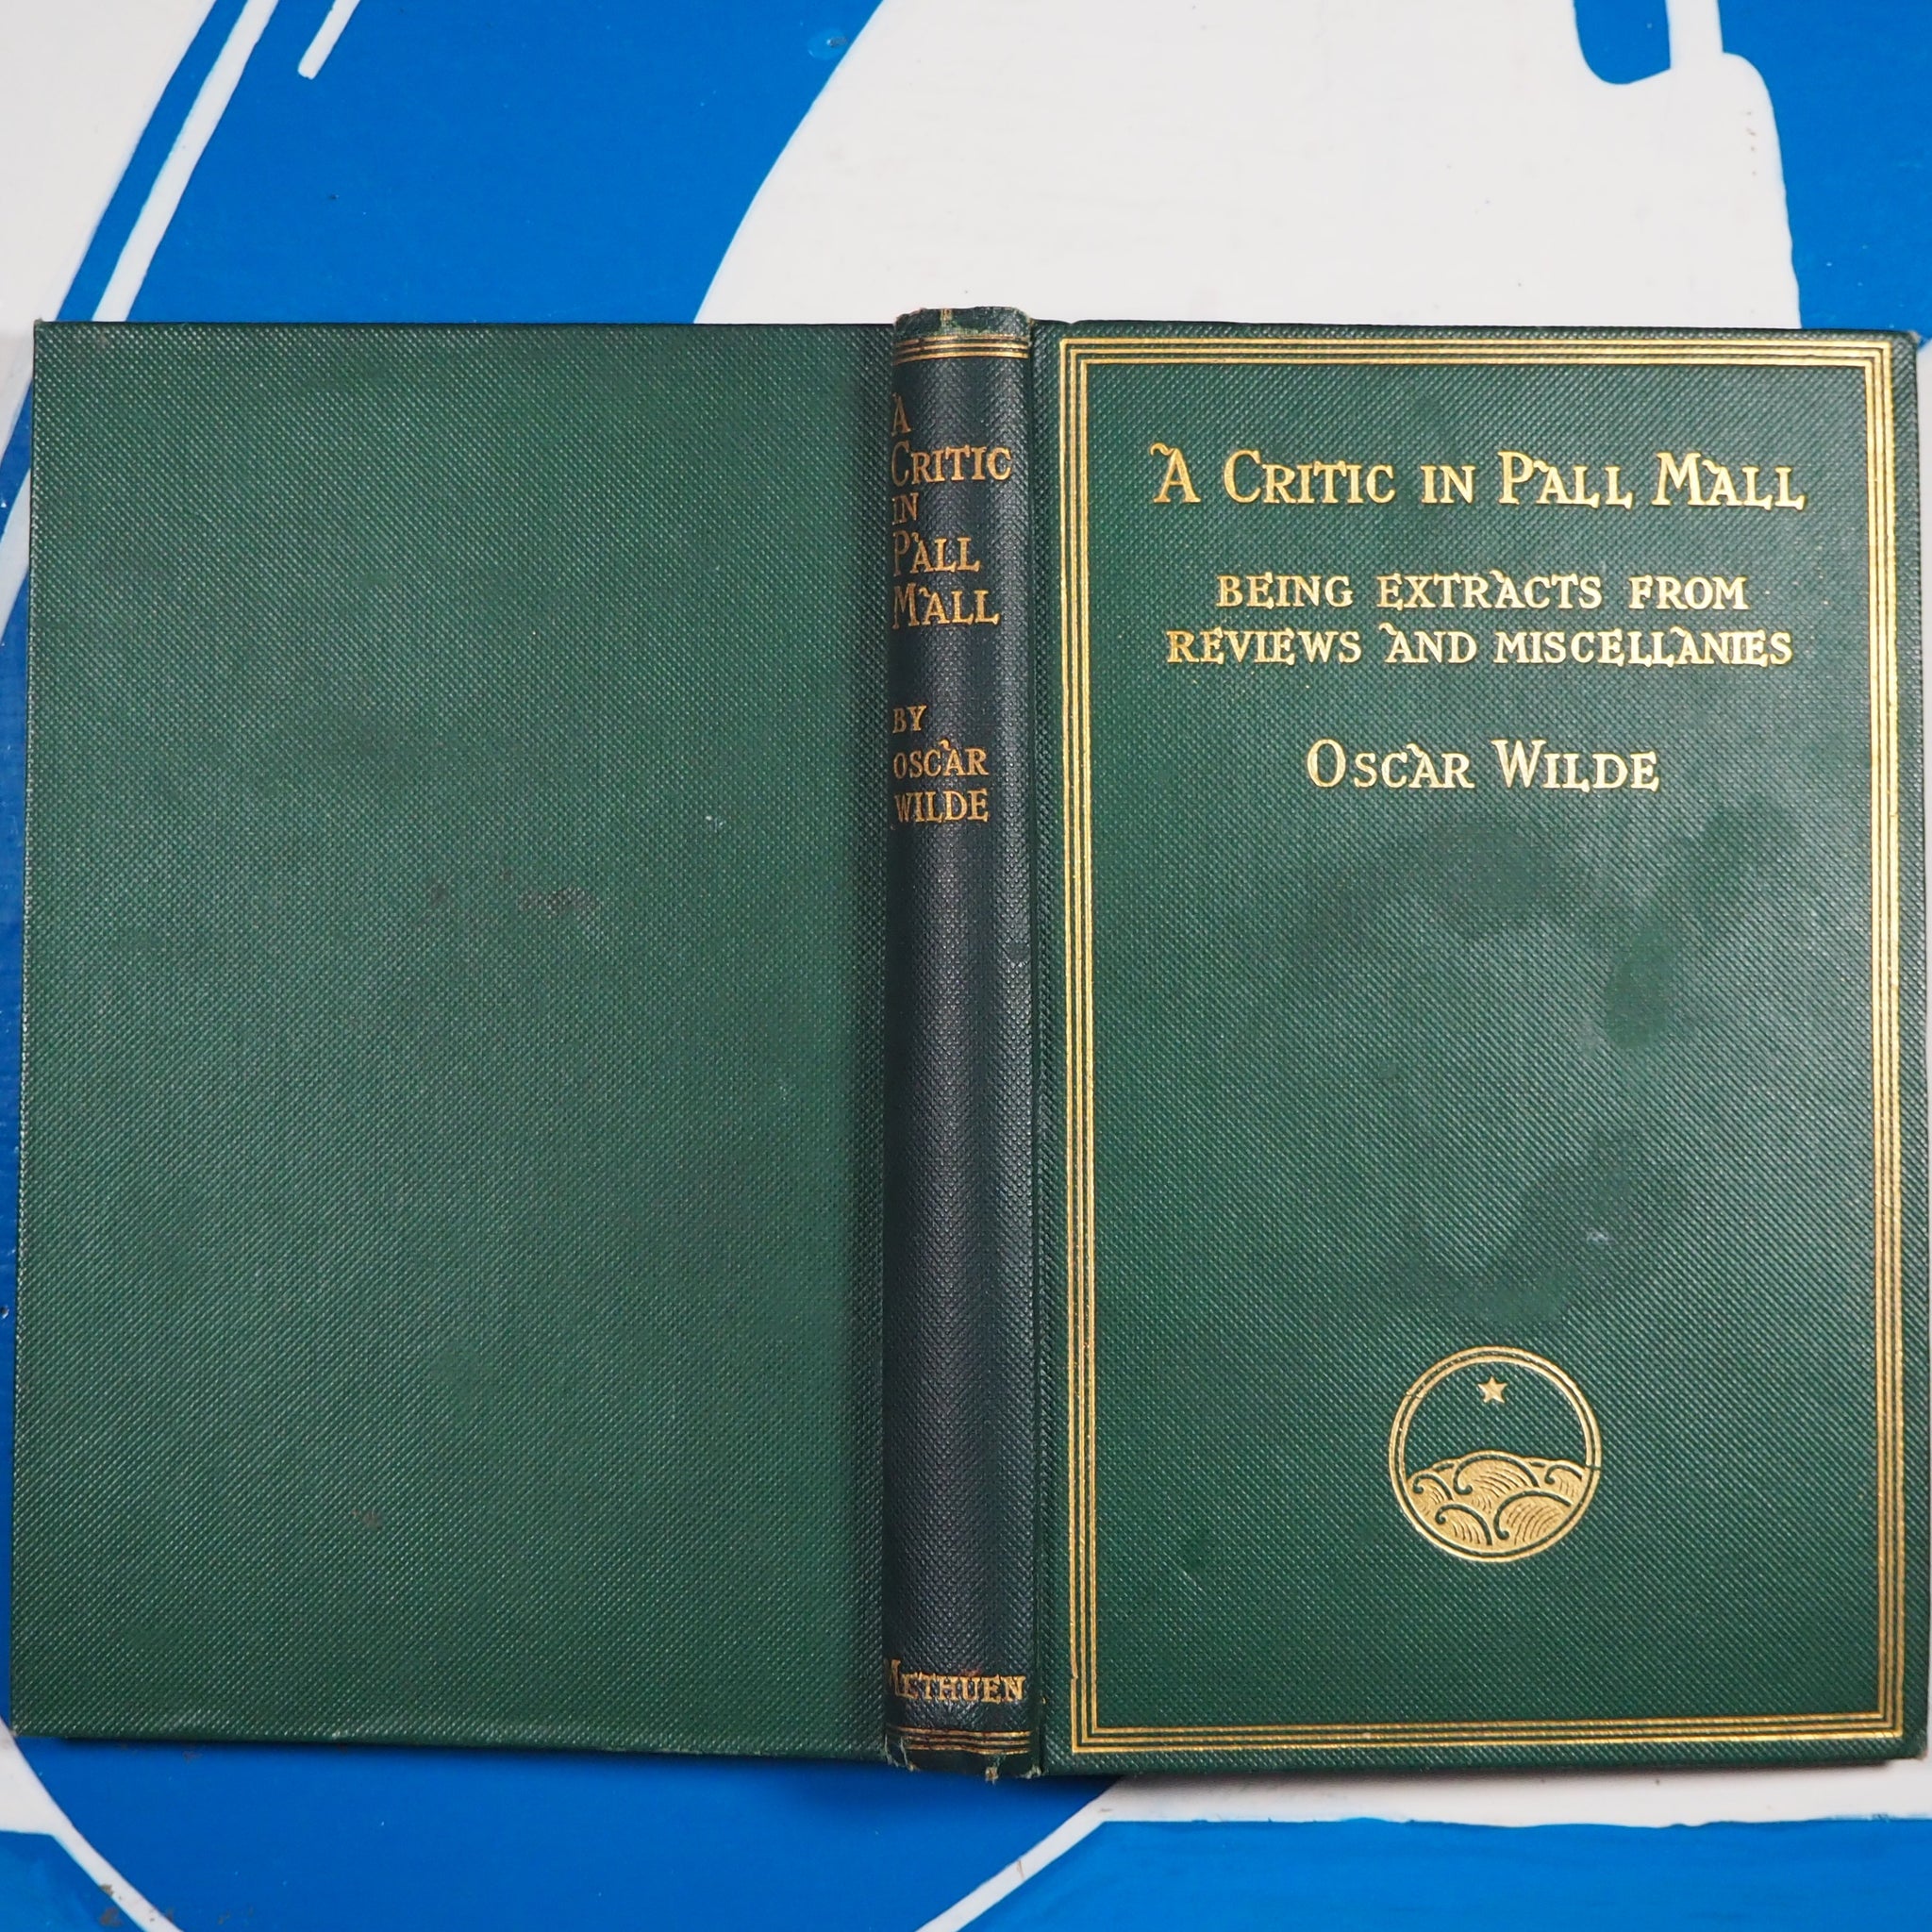 A
CRITIC
IN
PALL
MALL
BY
OSCAR
WILDE
METHUEN
A CRITIC IN PALL MALL
BEING EXTRACTS FROM
REVIEWS AND MISCELLANIES
OSCAR WILDE